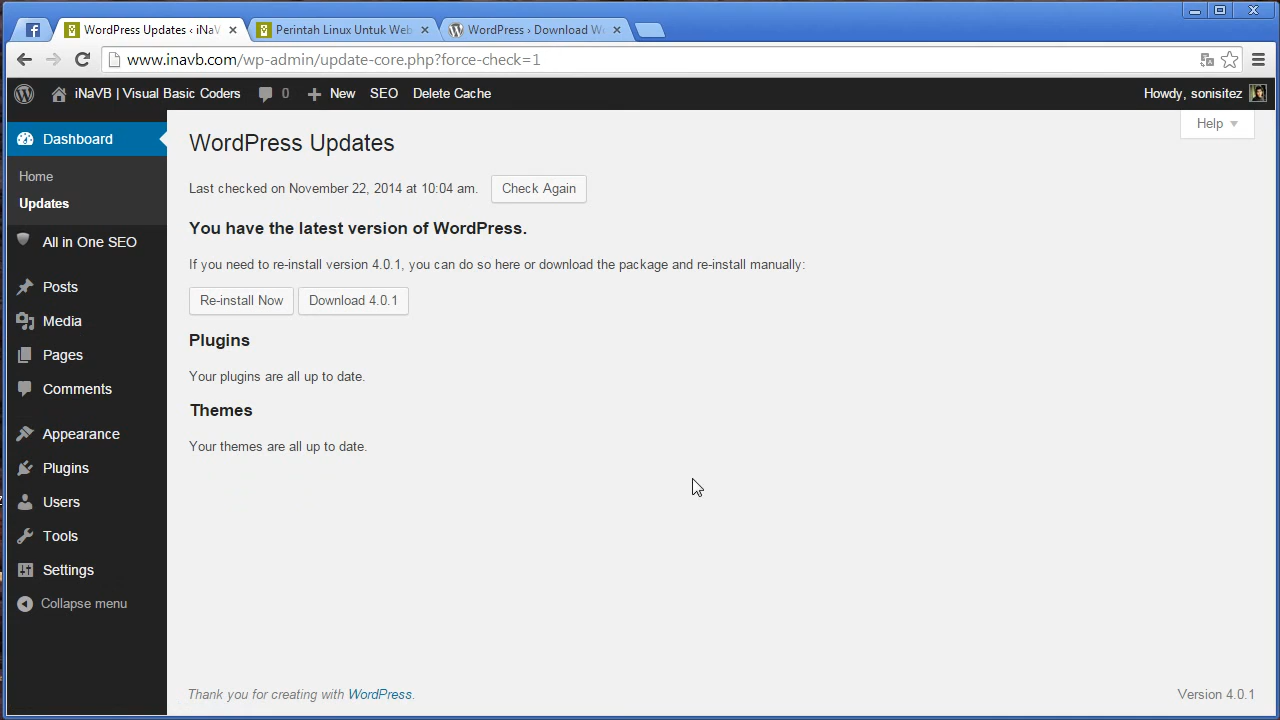 WordPress Updates ‹ iNaV
Perintah Linux Untuk Web
WordPress › Download Wo
www.inavb.com/wp-admin/update-core.php?force-check=1
iNaVB | Visual Basic Coders
0
New
SEO
Delete Cache
Howdy, sonisitez
Help
Dashboard
Home
Updates
All in One SEO
Posts
Media
Pages
Comments
Appearance
Plugins
Users
Tools
Settings
Collapse menu
WordPress Updates
Last checked on November 22, 2014 at 10:04 am.
Check Again
You have the latest version of WordPress.
If you need to re-install version 4.0.1, you can do so here or download the package and re-install manually:
Re-install Now
Download 4.0.1
Plugins
Your plugins are all up to date.
Themes
Your themes are all up to date.
Thank you for creating with WordPress.
Version 4.0.1